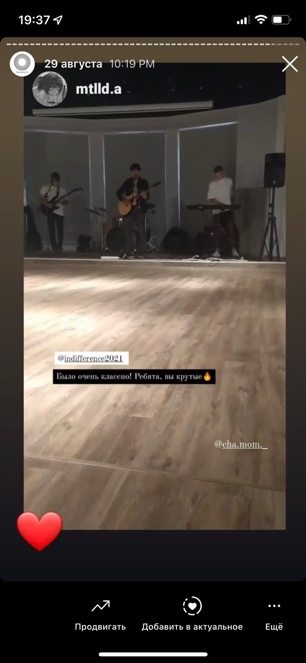 19:37
29 августа 10:19 PM
mtlld.a
@indifference2021
Было очень классно! Ребята, вы крутые🔥
@cha.mom._
Продвигать
Добавить в актуальное
Ещё